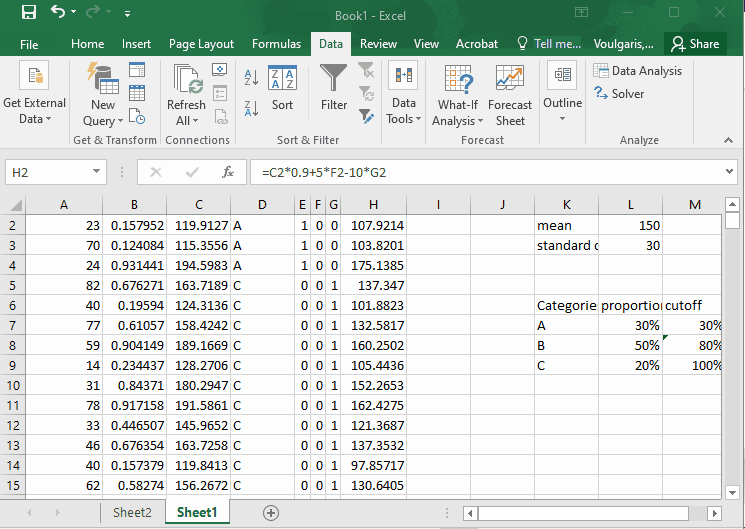 Book1 - Excel
File Home Insert Page Layout Formulas Data Review View Acrobat Tell me... Voulgaris,... Share
Get External Data New Query Refresh All Sort Filter Data Tools What-If Analysis Forecast Sheet Outline Data Analysis Solver
Get & Transform Connections Sort & Filter Forecast Analyze
H2 fx =C2*0.9+5*F2-10*G2
A B C D E F G H I J K L M
2 23 0.157952 119.9127 A 1 0 0 107.9214 mean 150
3 70 0.124084 115.3556 A 1 0 0 103.8201 standard d 30
4 24 0.931441 194.5983 A 1 0 0 175.1385
5 82 0.676271 163.7189 C 0 0 1 137.347
6 40 0.19594 124.3136 C 0 0 1 101.8823 Categorie proportio cutoff
7 77 0.61057 158.4242 C 0 0 1 132.5817 A 30% 30%
8 59 0.904149 189.1669 C 0 0 1 160.2502 B 50% 80%
9 14 0.234437 128.2706 C 0 0 1 105.4436 C 20% 100%
10 31 0.84371 180.2947 C 0 0 1 152.2653
11 78 0.917158 191.5861 C 0 0 1 162.4275
12 33 0.446507 145.9652 C 0 0 1 121.3687
13 46 0.676354 163.7258 C 0 0 1 137.3532
14 40 0.157379 119.8413 C 0 0 1 97.85717
15 62 0.58274 156.2672 C 0 0 1 130.6405
Sheet2 Sheet1